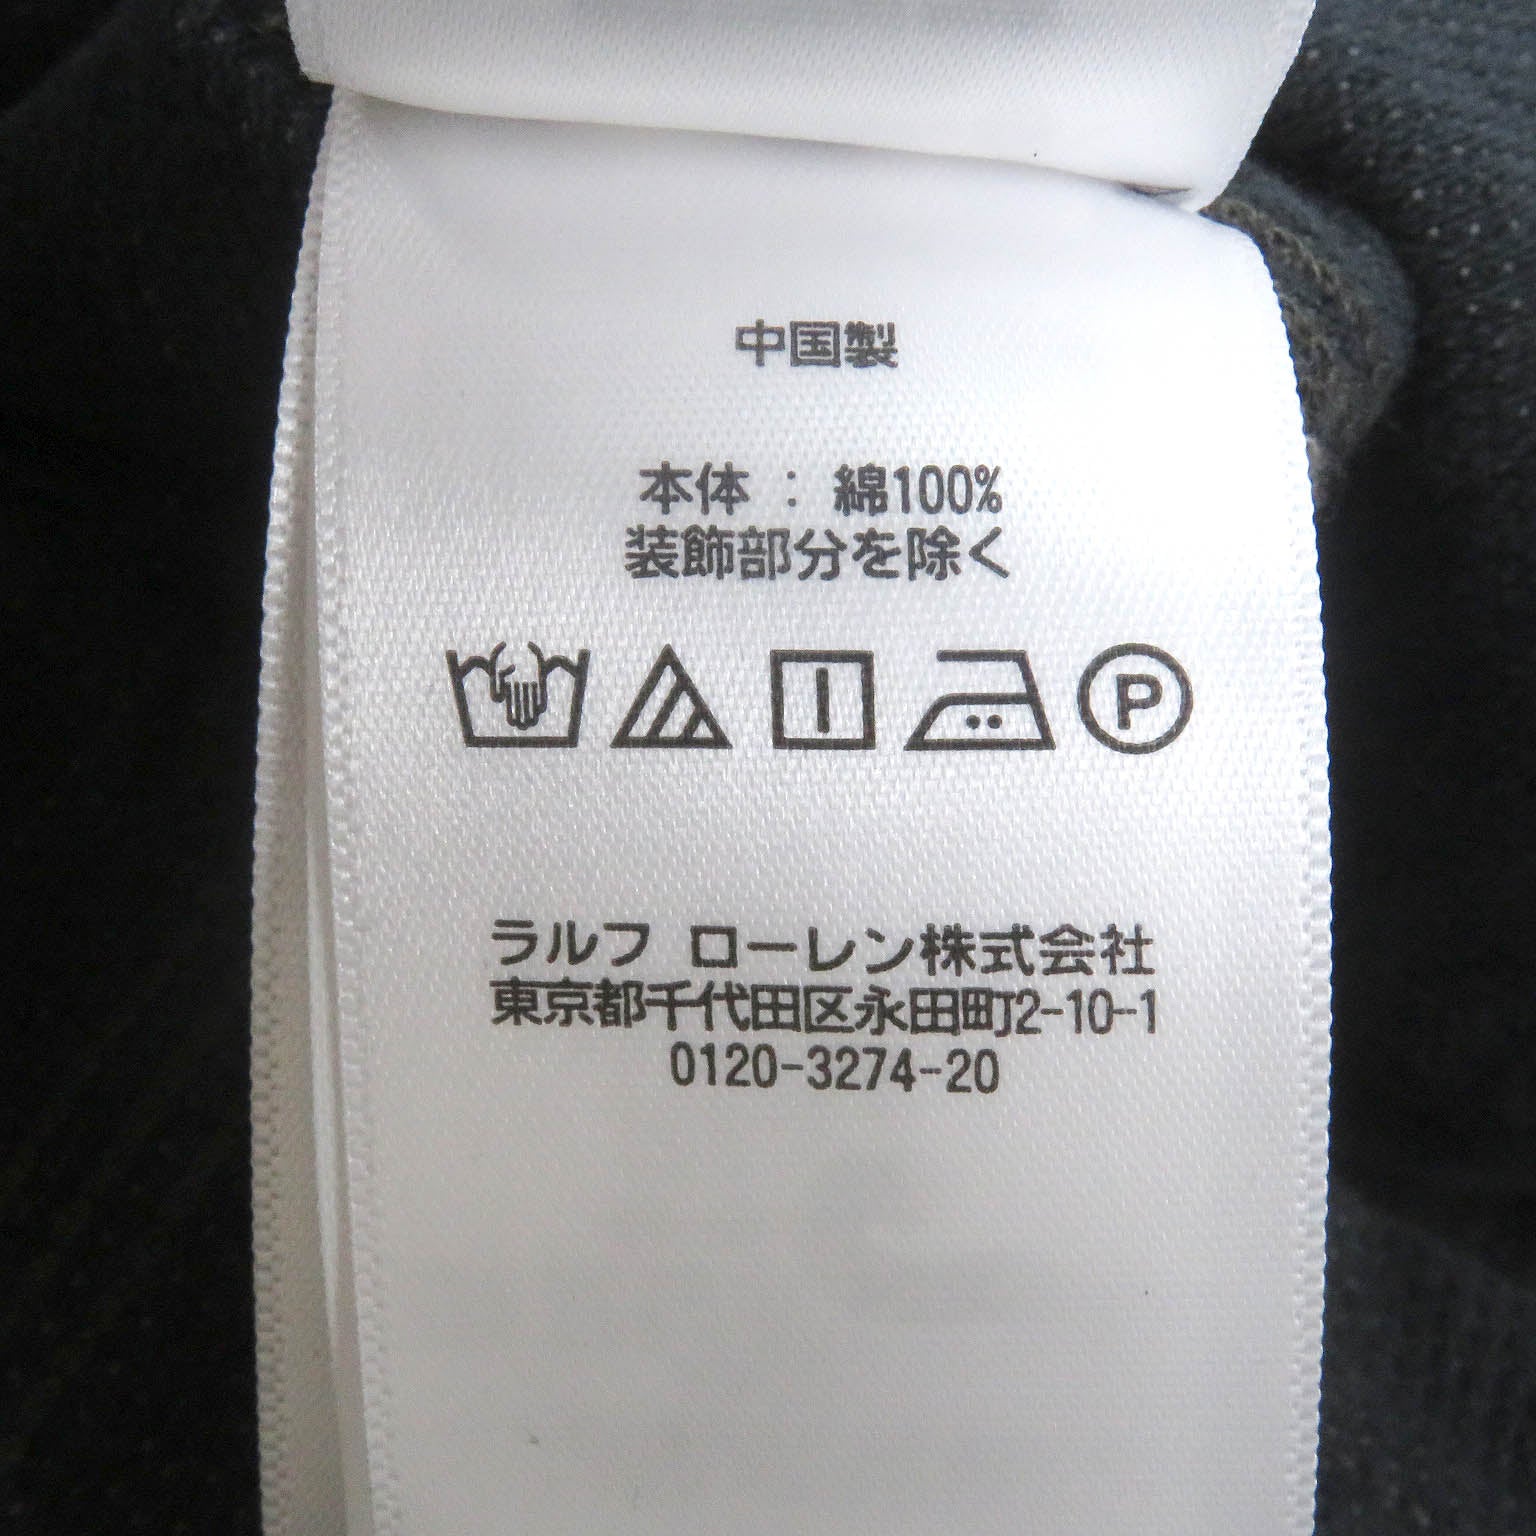 中国製
本体 : 綿100%
装飾部分を除く
P
ラルフ ローレン株式会社
東京都千代田区永田町2-10-1
0120-3274-20